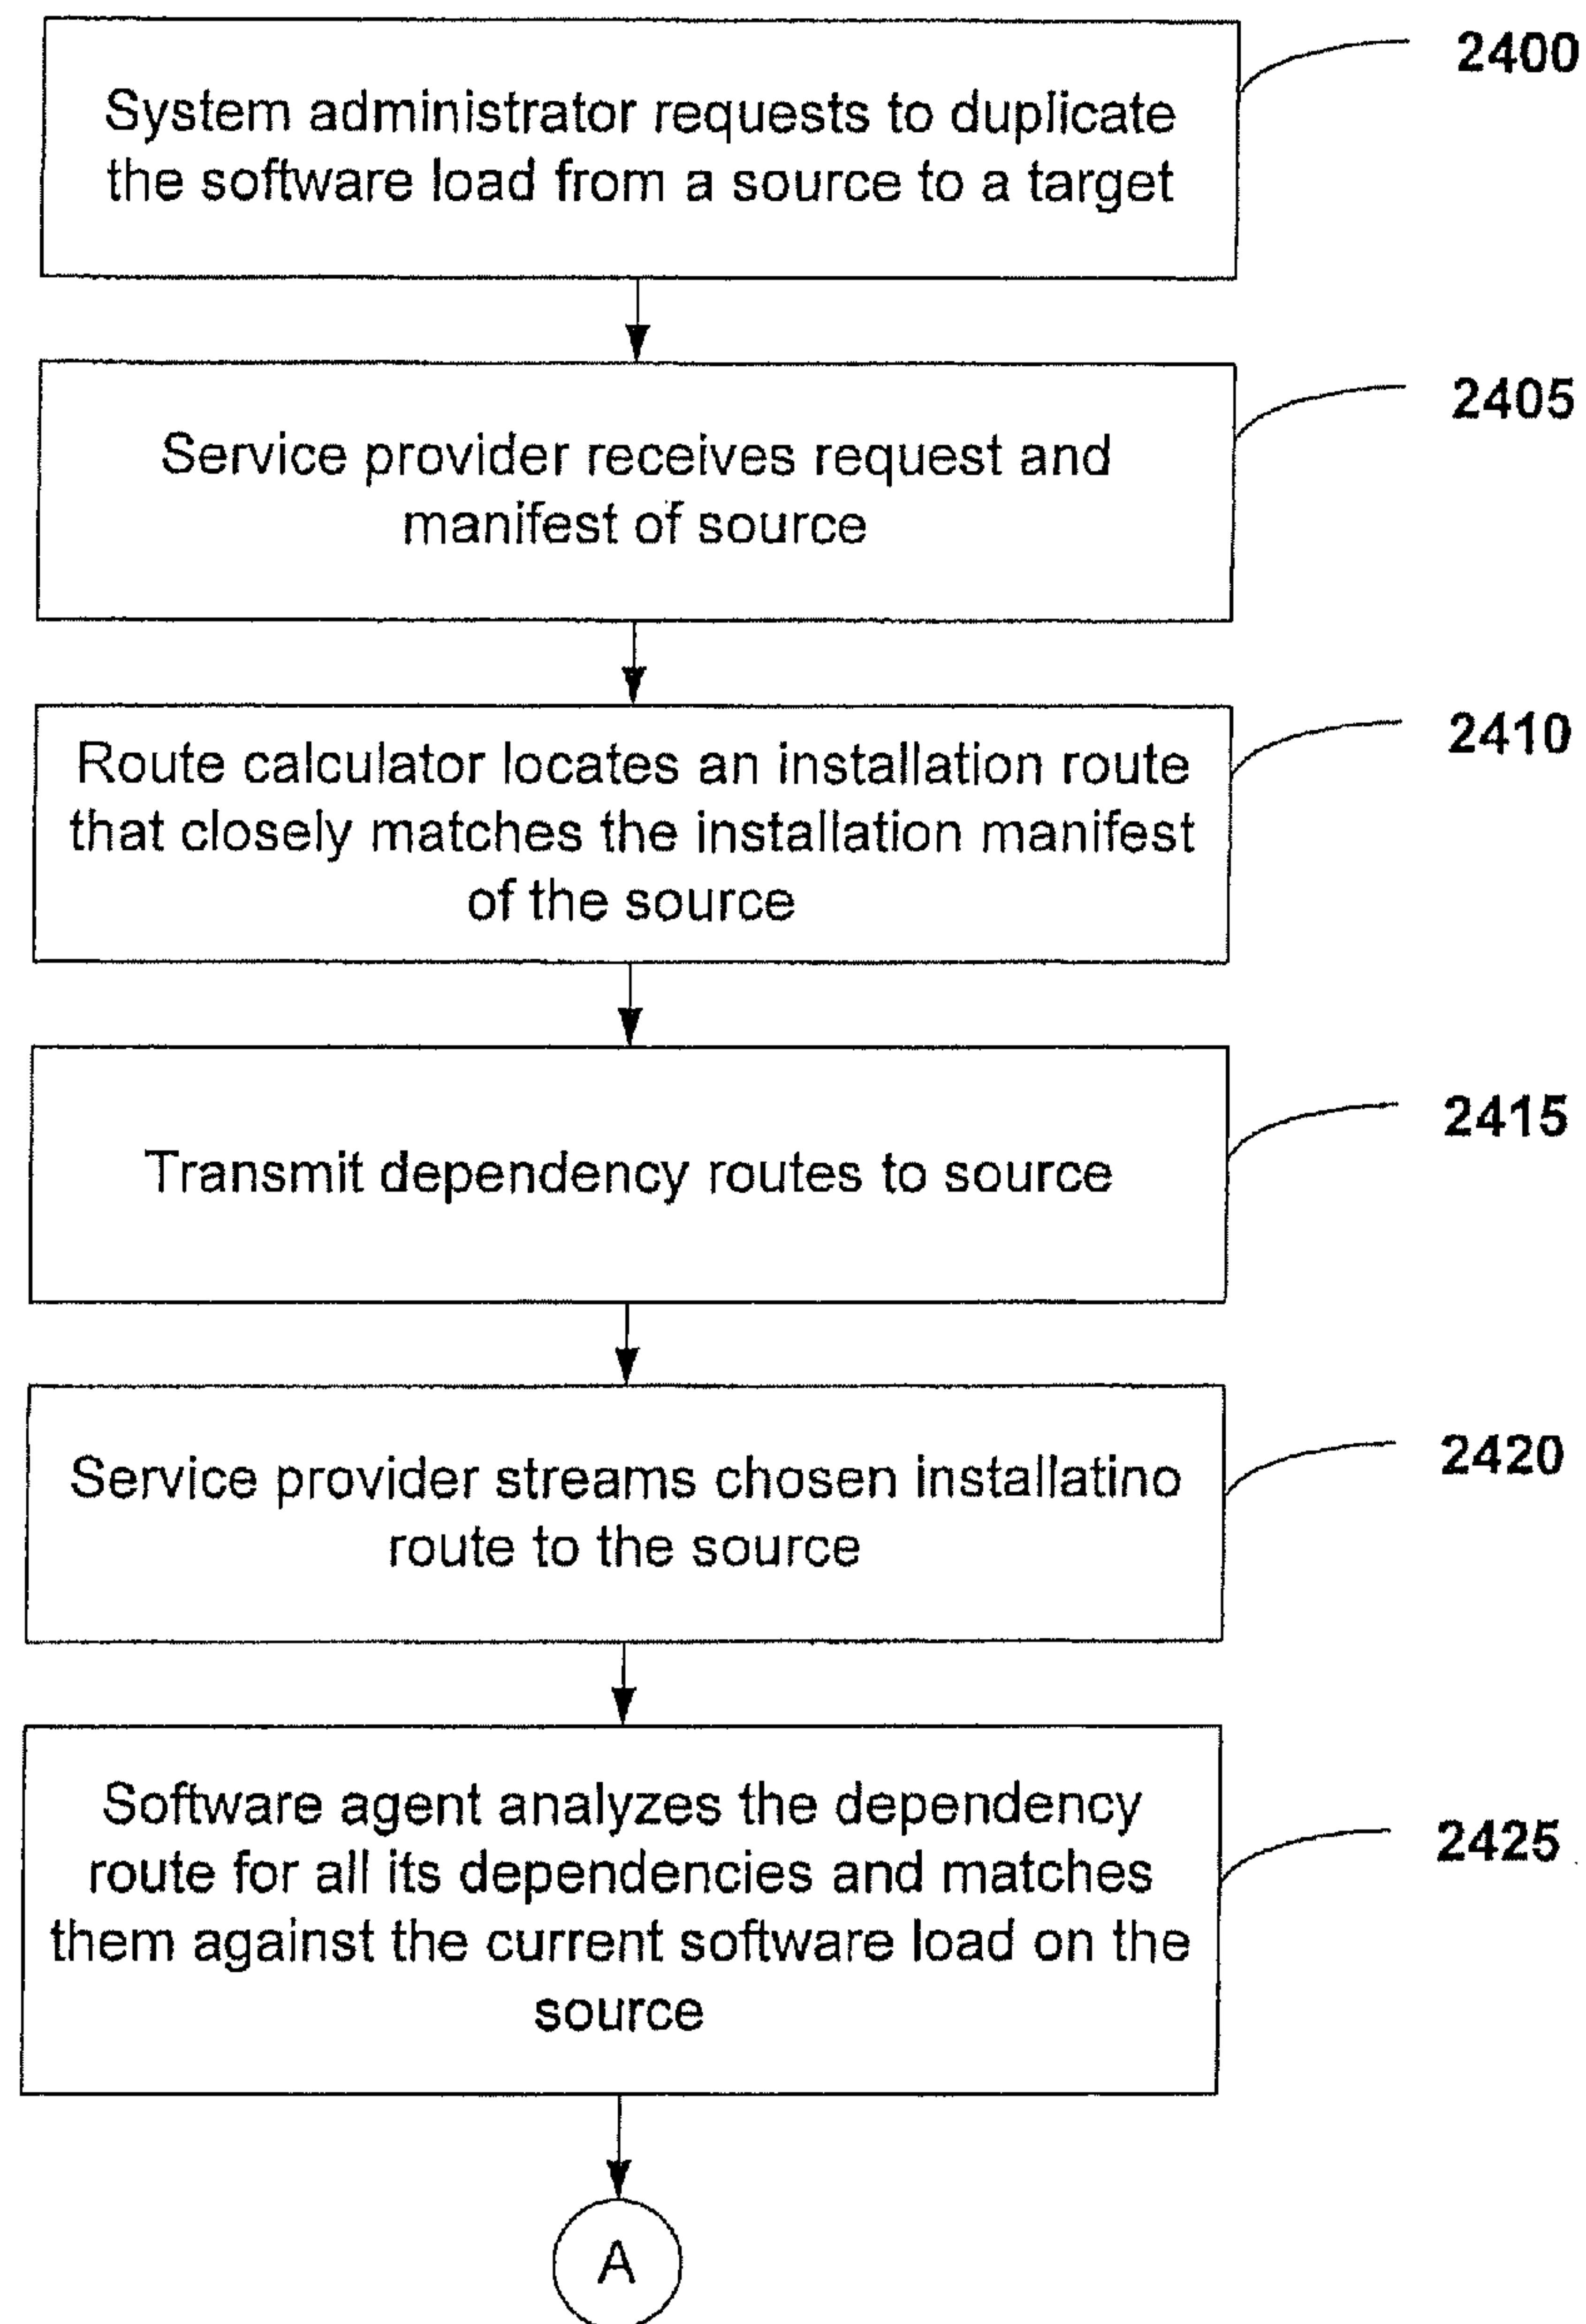 System administrator requests to duplicate
the software load from a source to a target
2400
Service provider receives request and
manifest of source
2405
Route calculator locates an installation route
that closely matches the installation manifest
of the source
2410
Transmit dependency routes to source
2415
Service provider streams chosen installatino
route to the source
2420
Software agent analyzes the dependency
route for all its dependencies and matches
them against the current software load on the
source
2425
A